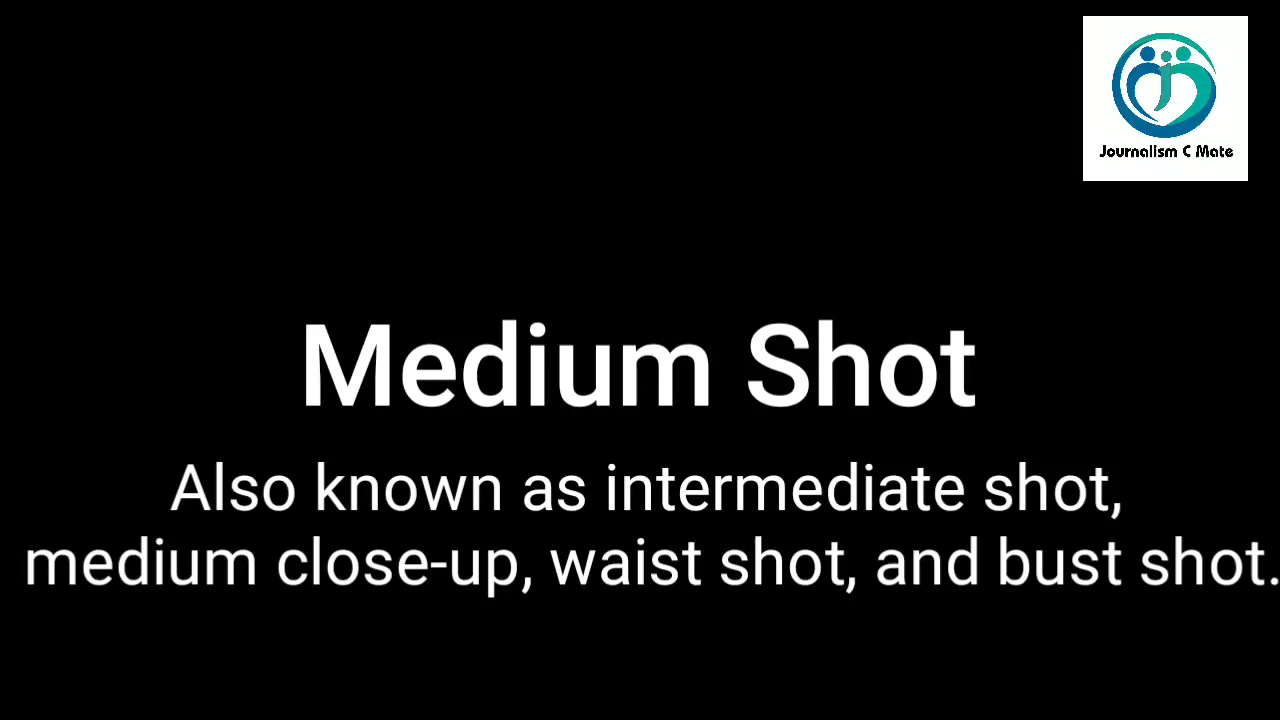 Journalism C Mate
Medium Shot
Also known as intermediate shot,
medium close-up, waist shot, and bust shot.